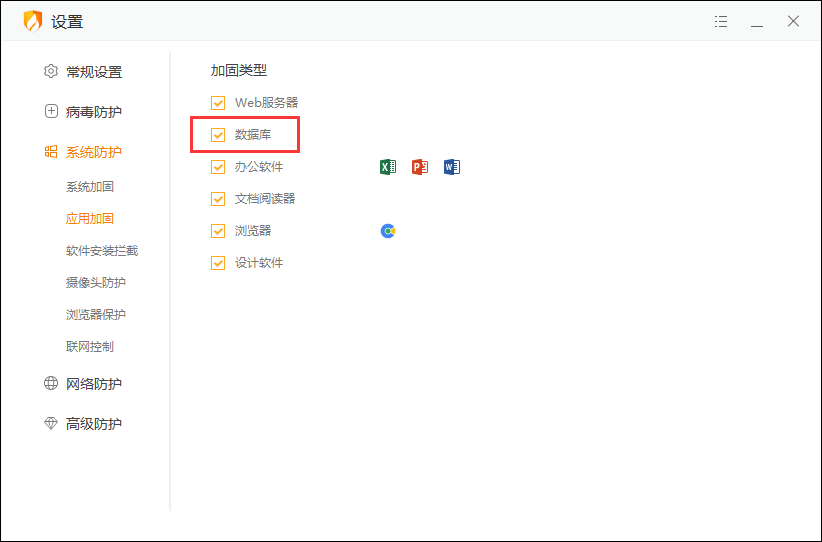 设置
常规设置
病毒防护
系统防护
系统加固
应用加固
软件安装拦截
摄像头防护
浏览器保护
联网控制
网络防护
高级防护
加固类型
Web服务器
数据库
办公软件
文档阅读器
浏览器
设计软件